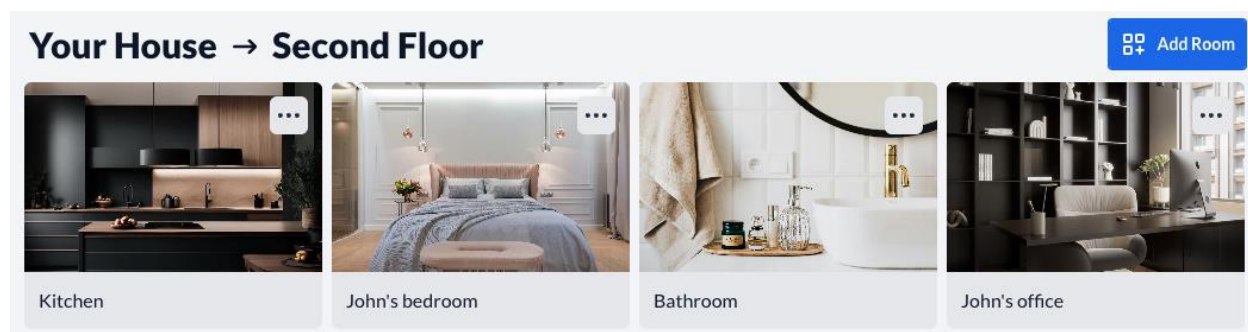 Your House → Second Floor
Add Room
Kitchen
John's bedroom
Bathroom
John's office